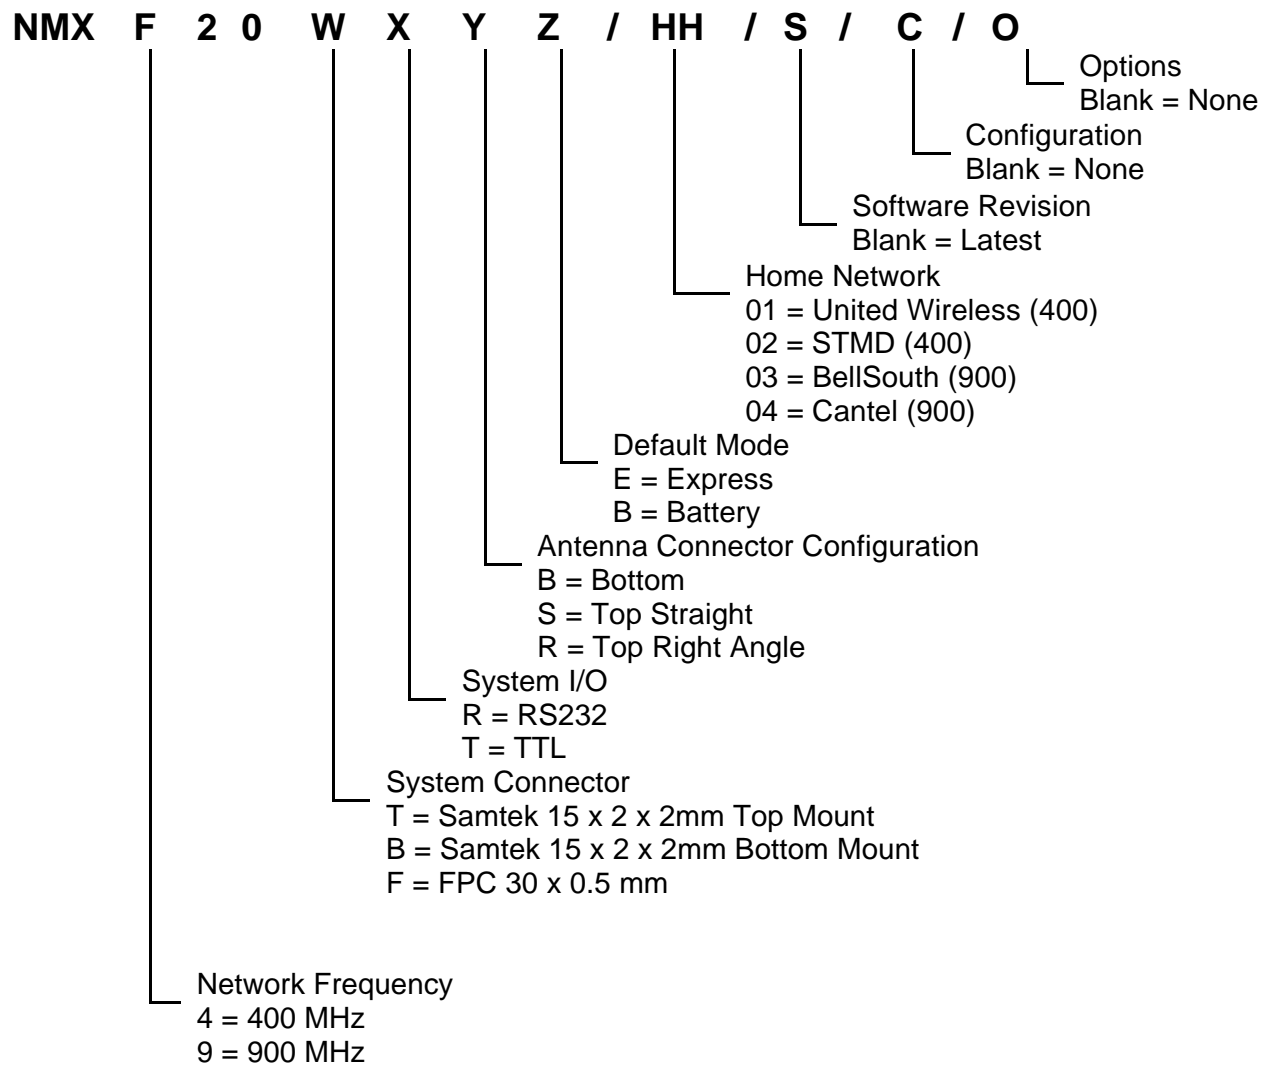 NMX F 2 0 W X Y Z / HH / S / C / O
Options
Blank = None
Configuration
Blank = None
Software Revision
Blank = Latest
Home Network
01 = United Wireless (400)
02 = STMD (400)
03 = BellSouth (900)
04 = Cantel (900)
Default Mode
E = Express
B = Battery
Antenna Connector Configuration
B = Bottom
S = Top Straight
R = Top Right Angle
System I/O
R = RS232
T = TTL
System Connector
T = Samtek 15 x 2 x 2mm Top Mount
B = Samtek 15 x 2 x 2mm Bottom Mount
F = FPC 30 x 0.5 mm
Network Frequency
4 = 400 MHz
9 = 900 MHz